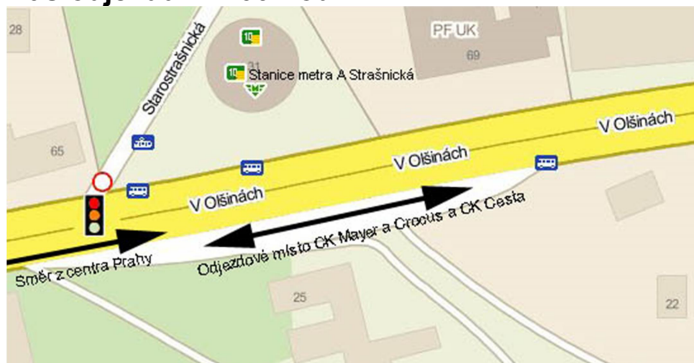 28
Starostrašnická
10
31
10
Stanice metra A Strašnická
PF UK
69
65
V Olšinách
V Olšinách
V Olšinách
Směr z centra Prahy
Odjezdové místo CK Mayer a Crocus a CK Cesta
25
22